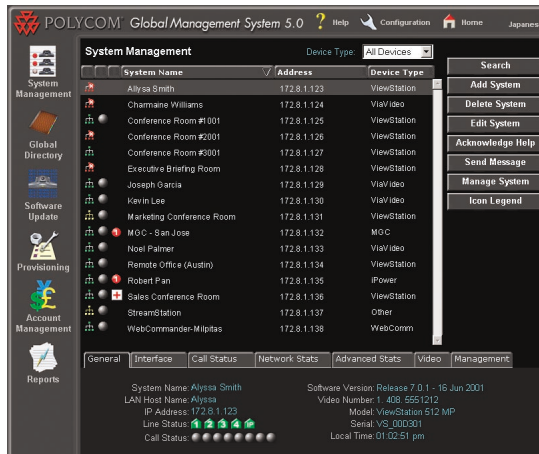 POLYCOM Global Management System 5.0 ? Help Configuration Home Japanes
System Management Device Type: All Devices
System Name Address Device Type
Allysa Smith 172.8.1.123 ViewStation
Charmaine Williams 172.8.1.124 ViaVideo
Conference Room #1001 172.8.1.125 ViewStation
Conference Room #2001 172.8.1.126 ViewStation
Conference Room #3001 172.8.1.127 ViewStation
Executive Briefing Room 172.8.1.128 ViewStation
Joseph Garcia 172.8.1.129 ViaVideo
Kevin Lee 172.8.1.130 ViaVideo
Marketing Conference Room 172.8.1.131 ViewStation
1 MGC - San Jose 172.8.1.132 MGC
Noel Palmer 172.8.1.133 ViaVideo
Remote Office (Austin) 172.8.1.134 ViewStation
1 Robert Pan 172.8.1.135 iPower
Sales Conference Room 172.8.1.136 ViewStation
StreamStation 172.8.1.137 Other
WebCommander-Milpitas 172.8.1.138 WebComm
System Management
Global Directory
Software Update
Provisioning
Account Management
Reports
Search
Add System
Delete System
Edit System
Acknowledge Help
Send Message
Manage System
Icon Legend
General Interface Call Status Network Stats Advanced Stats Video Management
System Name: Alyssa Smith Software Version: Release 7.0.1 - 16 Jun 2001
LAN Host Name: Alyssa Video Number: 1. 408. 5551212
IP Address: 172.8.1.123 Model: ViewStation 512 MP
Line Status: 1 2 3 4 IP Serial: VS_000301
Call Status: Local Time: 01:02:51 pm